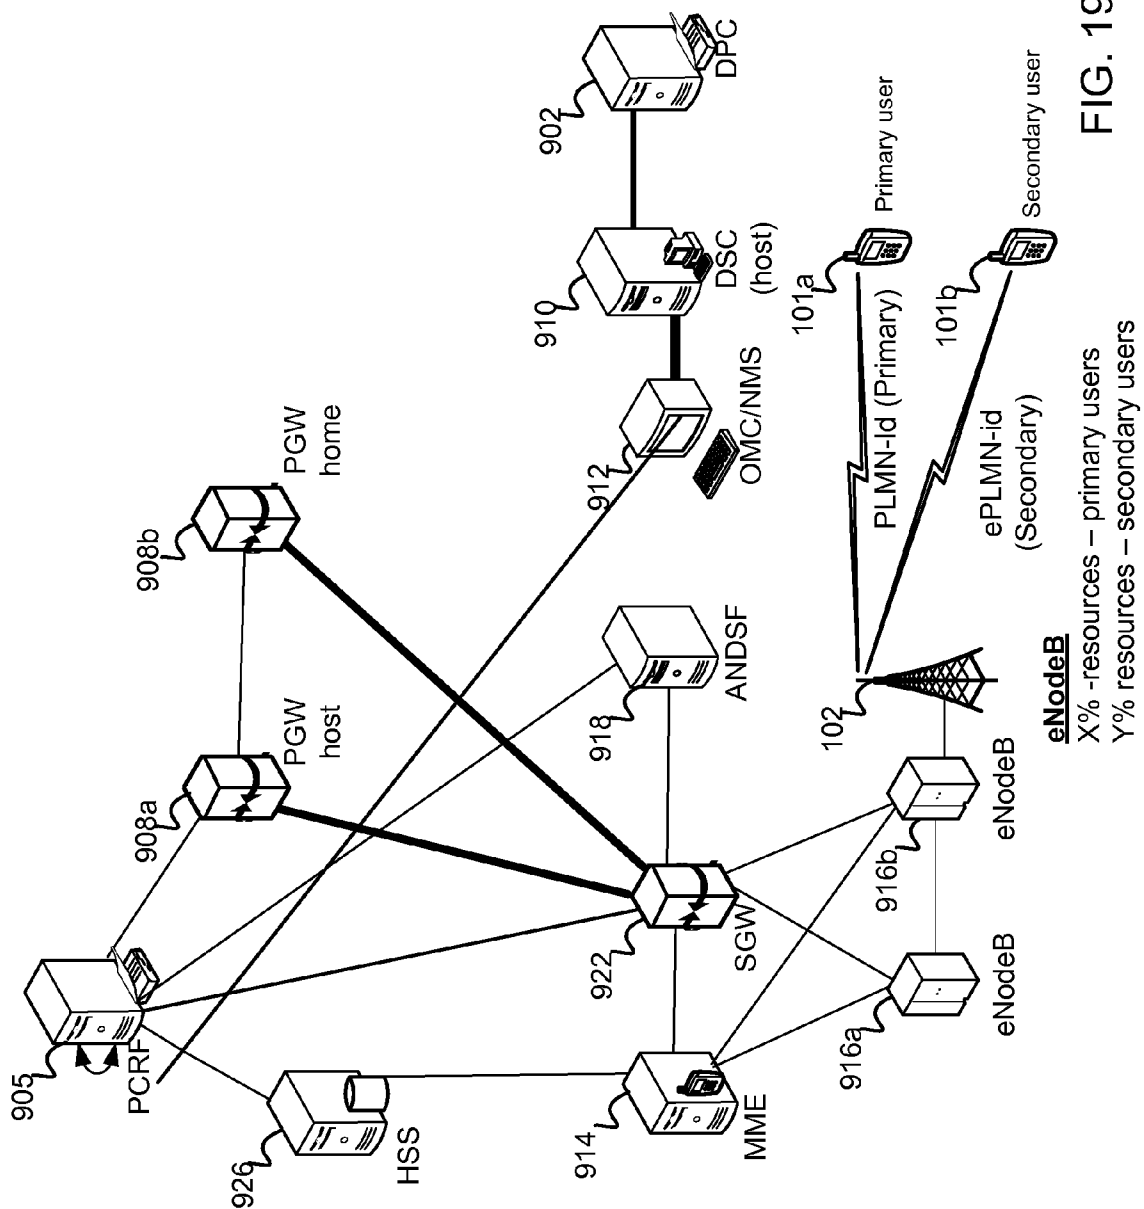 905
PCRF
908a
908b
926
PGW
host
PGW
home
HSS
910
902
914
922
918
912
MME
SGW
ANDSF
OMC/NMS
DSC
(host)
DPC
101a
102
916a
916b
PLMN-Id (Primary)
Primary user
101b
eNodeB
eNodeB
ePLMN-id
(Secondary)
Secondary user
eNodeB
X% -resources – primary users
Y% resources – secondary users
FIG. 19